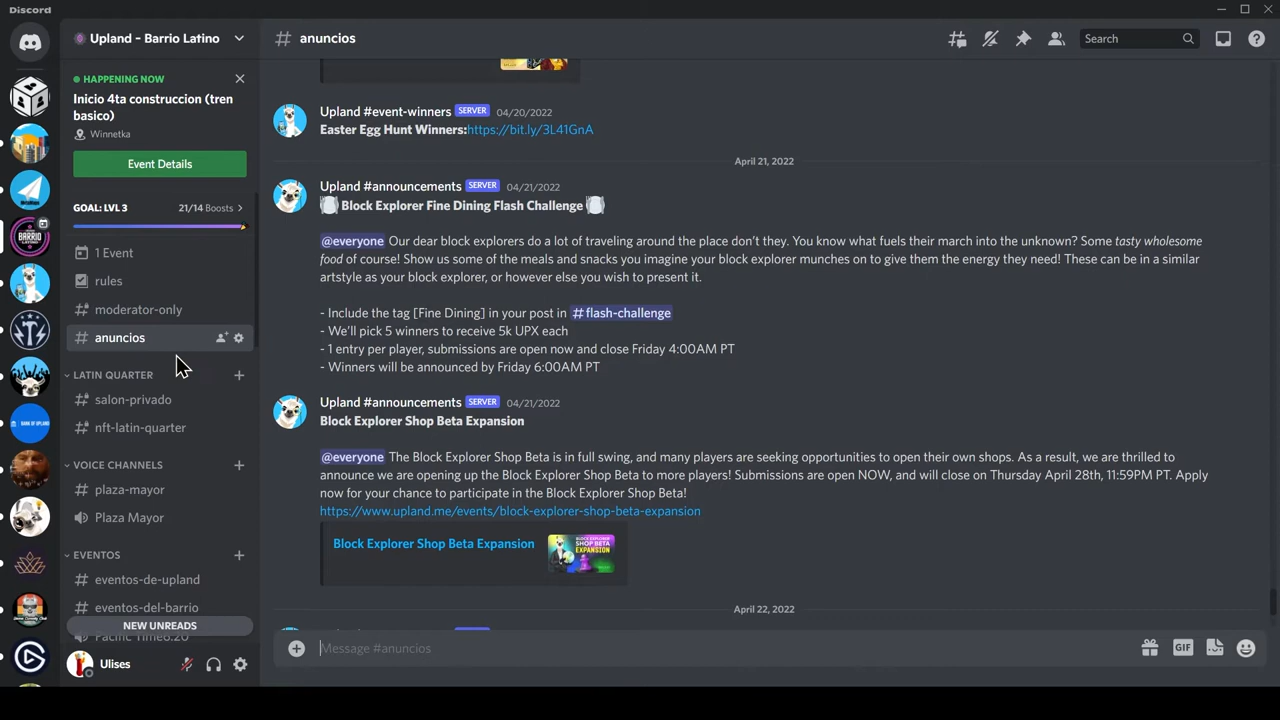 Discord
Upland - Barrio Latino
# anuncios
Search
HAPPENING NOW
Inicio 4ta construccion (tren
basico)
Winnetka
Event Details
GOAL: LVL 3
21/14 Boosts
1 Event
rules
moderator-only
anuncios
LATIN QUARTER
salon-privado
nft-latin-quarter
VOICE CHANNELS
plaza-mayor
Plaza Mayor
EVENTOS
eventos-de-upland
eventos-del-barrio
Pacific Time6:20
NEW UNREADS
Ulises
Upland #event-winners SERVER 04/20/2022
Easter Egg Hunt Winners:https://bit.ly/3L41GnA
April 21, 2022
Upland #announcements SERVER 04/21/2022
Block Explorer Fine Dining Flash Challenge
@everyone Our dear block explorers do a lot of traveling around the place don't they. You know what fuels their march into the unknown? Some tasty wholesome
food of course! Show us some of the meals and snacks you imagine your block explorer munches on to give them the energy they need! These can be in a similar
artstyle as your block explorer, or however else you wish to present it.
- Include the tag [Fine Dining] in your post in #flash-challenge
- We'll pick 5 winners to receive 5k UPX each
- 1 entry per player, submissions are open now and close Friday 4:00AM PT
- Winners will be announced by Friday 6:00AM PT
Upland #announcements SERVER 04/21/2022
Block Explorer Shop Beta Expansion
@everyone The Block Explorer Shop Beta is in full swing, and many players are seeking opportunities to open their own shops. As a result, we are thrilled to
announce we are opening up the Block Explorer Shop Beta to more players! Submissions are open NOW, and will close on Thursday April 28th, 11:59PM PT. Apply
now for your chance to participate in the Block Explorer Shop Beta!
https://www.upland.me/events/block-explorer-shop-beta-expansion
Block Explorer Shop Beta Expansion
BLOCK EXPLORER
SHOP BETA
EXPANSION
April 22, 2022
Message #anuncios
GIF
BARRIO
BANK OF UPLAND